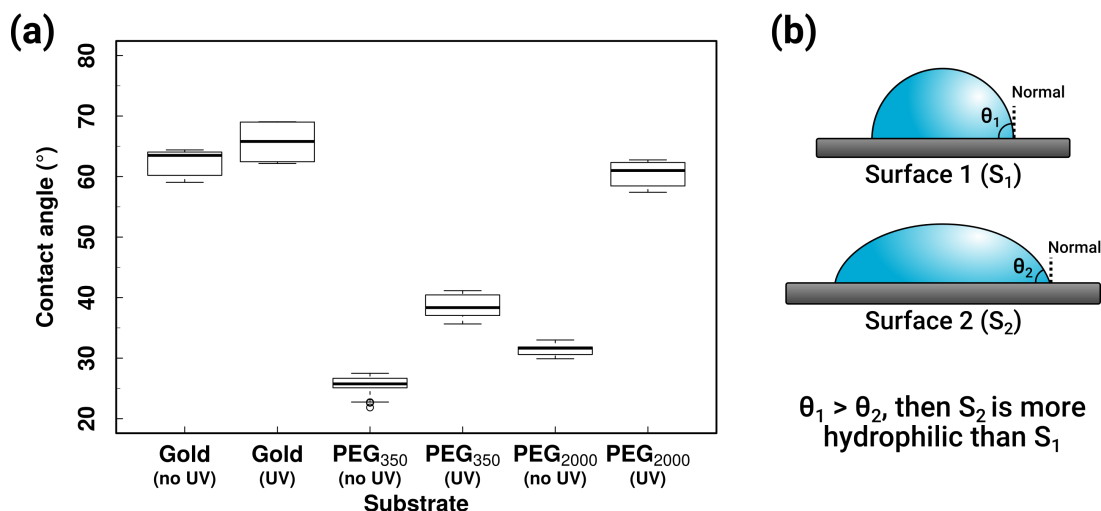 (a)
80
70
60
50
40
30
20
Contact angle (°)
Gold Gold PEG₃₅₀ PEG₃₅₀ PEG₂₀₀₀ PEG₂₀₀₀
(no UV) (UV) (no UV) (UV) (no UV) (UV)
Substrate
(b)
Normal
θ₁
Surface 1 (S₁)
Normal
θ₂
Surface 2 (S₂)
θ₁ > θ₂, then S₂ is more
hydrophilic than S₁